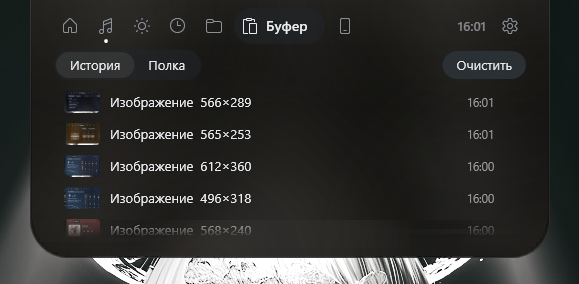 Буфер 16:01
История Полка Очистить
Изображение 566×289 16:01
Изображение 565×253 16:01
Изображение 612×360 16:00
Изображение 496×318 16:00
Изображение 568×240 16:00